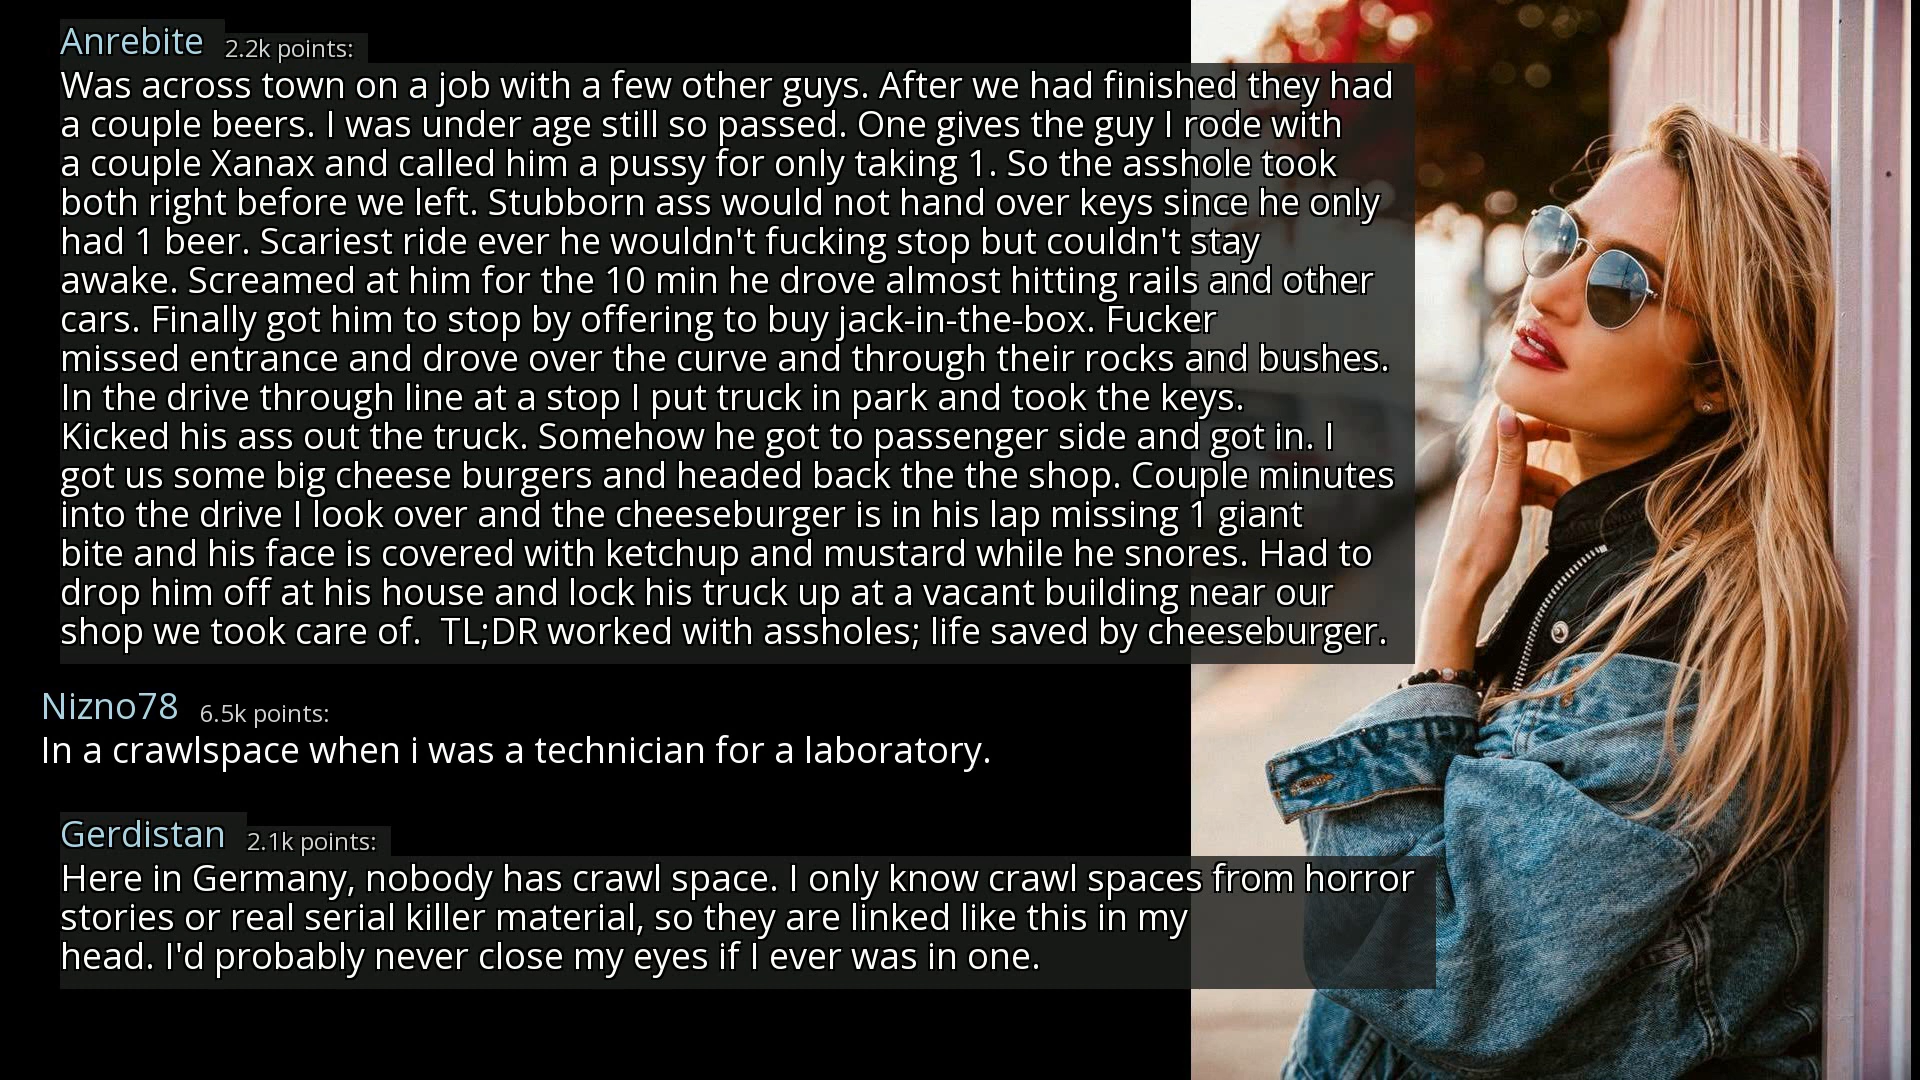 Anrebite 2.2k points:
Was across town on a job with a few other guys. After we had finished they had
a couple beers. I was under age still so passed. One gives the guy I rode with
a couple Xanax and called him a pussy for only taking 1. So the asshole took
both right before we left. Stubborn ass would not hand over keys since he only
had 1 beer. Scariest ride ever he wouldn't fucking stop but couldn't stay
awake. Screamed at him for the 10 min he drove almost hitting rails and other
cars. Finally got him to stop by offering to buy jack-in-the-box. Fucker
missed entrance and drove over the curve and through their rocks and bushes.
In the drive through line at a stop I put truck in park and took the keys.
Kicked his ass out the truck. Somehow he got to passenger side and got in. I
got us some big cheese burgers and headed back the the shop. Couple minutes
into the drive I look over and the cheeseburger is in his lap missing 1 giant
bite and his face is covered with ketchup and mustard while he snores. Had to
drop him off at his house and lock his truck up at a vacant building near our
shop we took care of.  TL;DR worked with assholes; life saved by cheeseburger.
Nizno78 6.5k points:
In a crawlspace when i was a technician for a laboratory.
Gerdistan 2.1k points:
Here in Germany, nobody has crawl space. I only know crawl spaces from horror
stories or real serial killer material, so they are linked like this in my
head. I'd probably never close my eyes if I ever was in one.